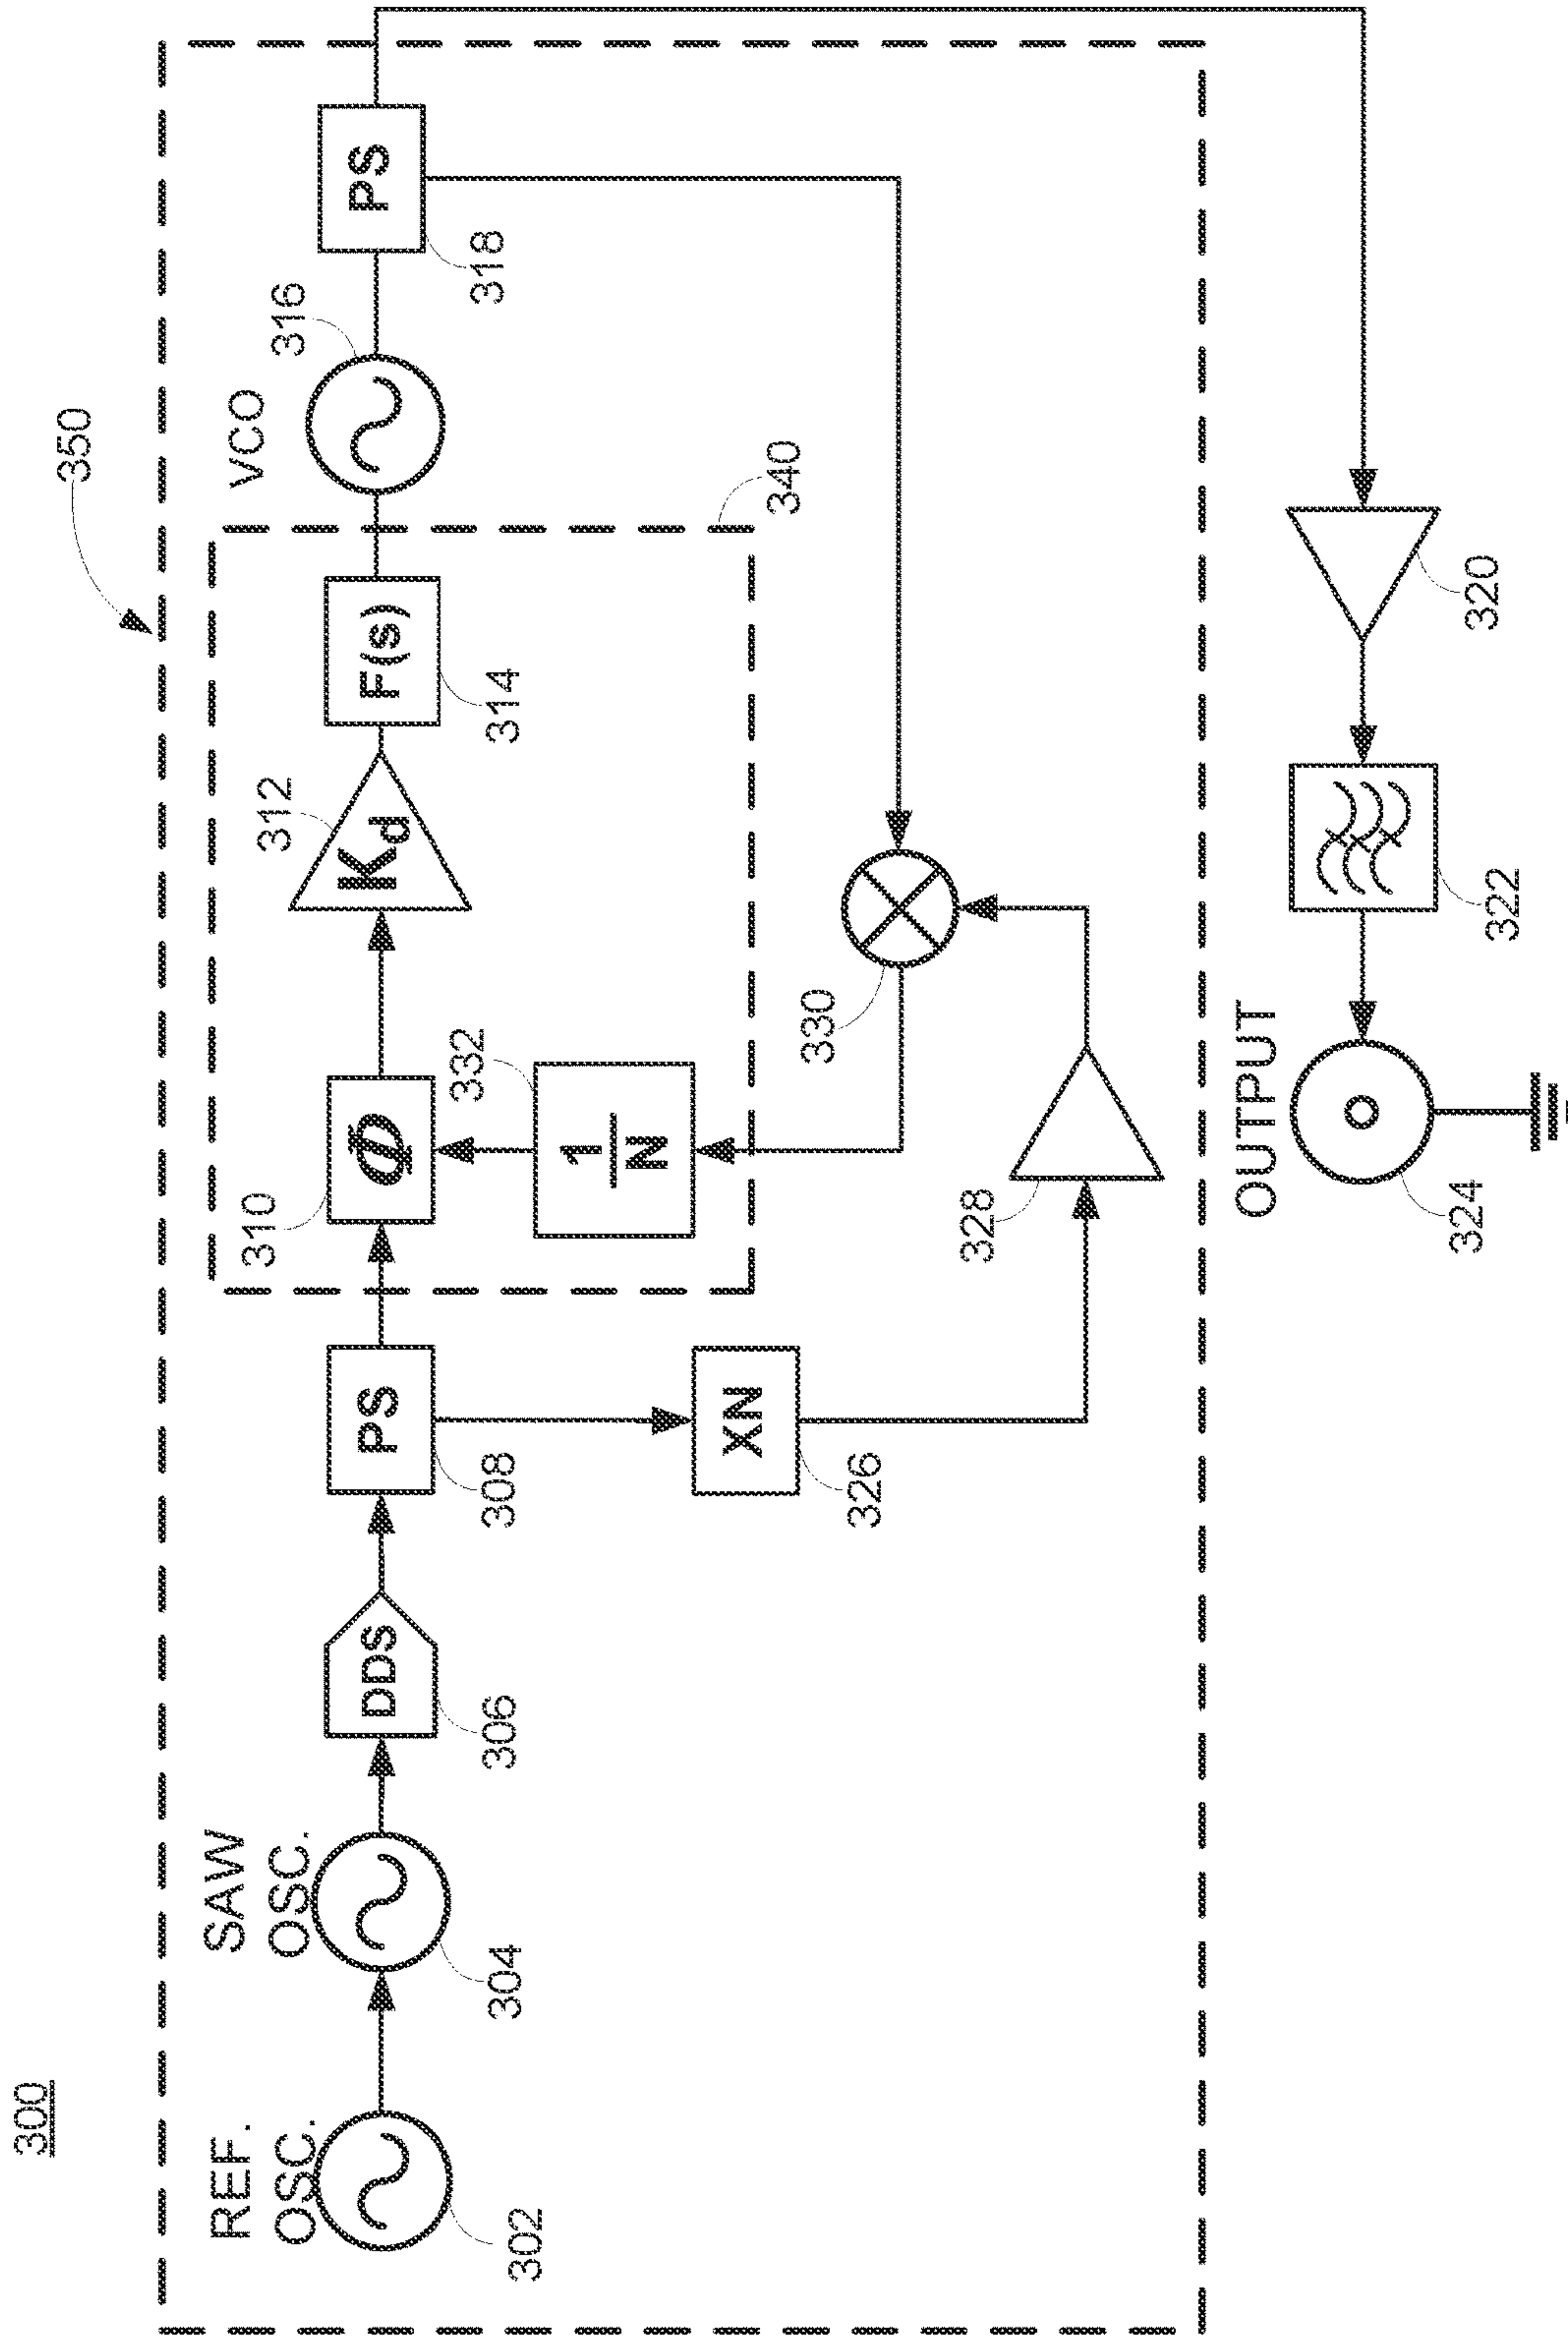 300
350
REF.
OSC.
302
SAW
OSC.
304
DDS
306
PS
308
310
Φ
K_d
312
F(s)
314
VCO
316
PS
318
1
N
332
340
330
XN
326
328
OUTPUT
324
322
320